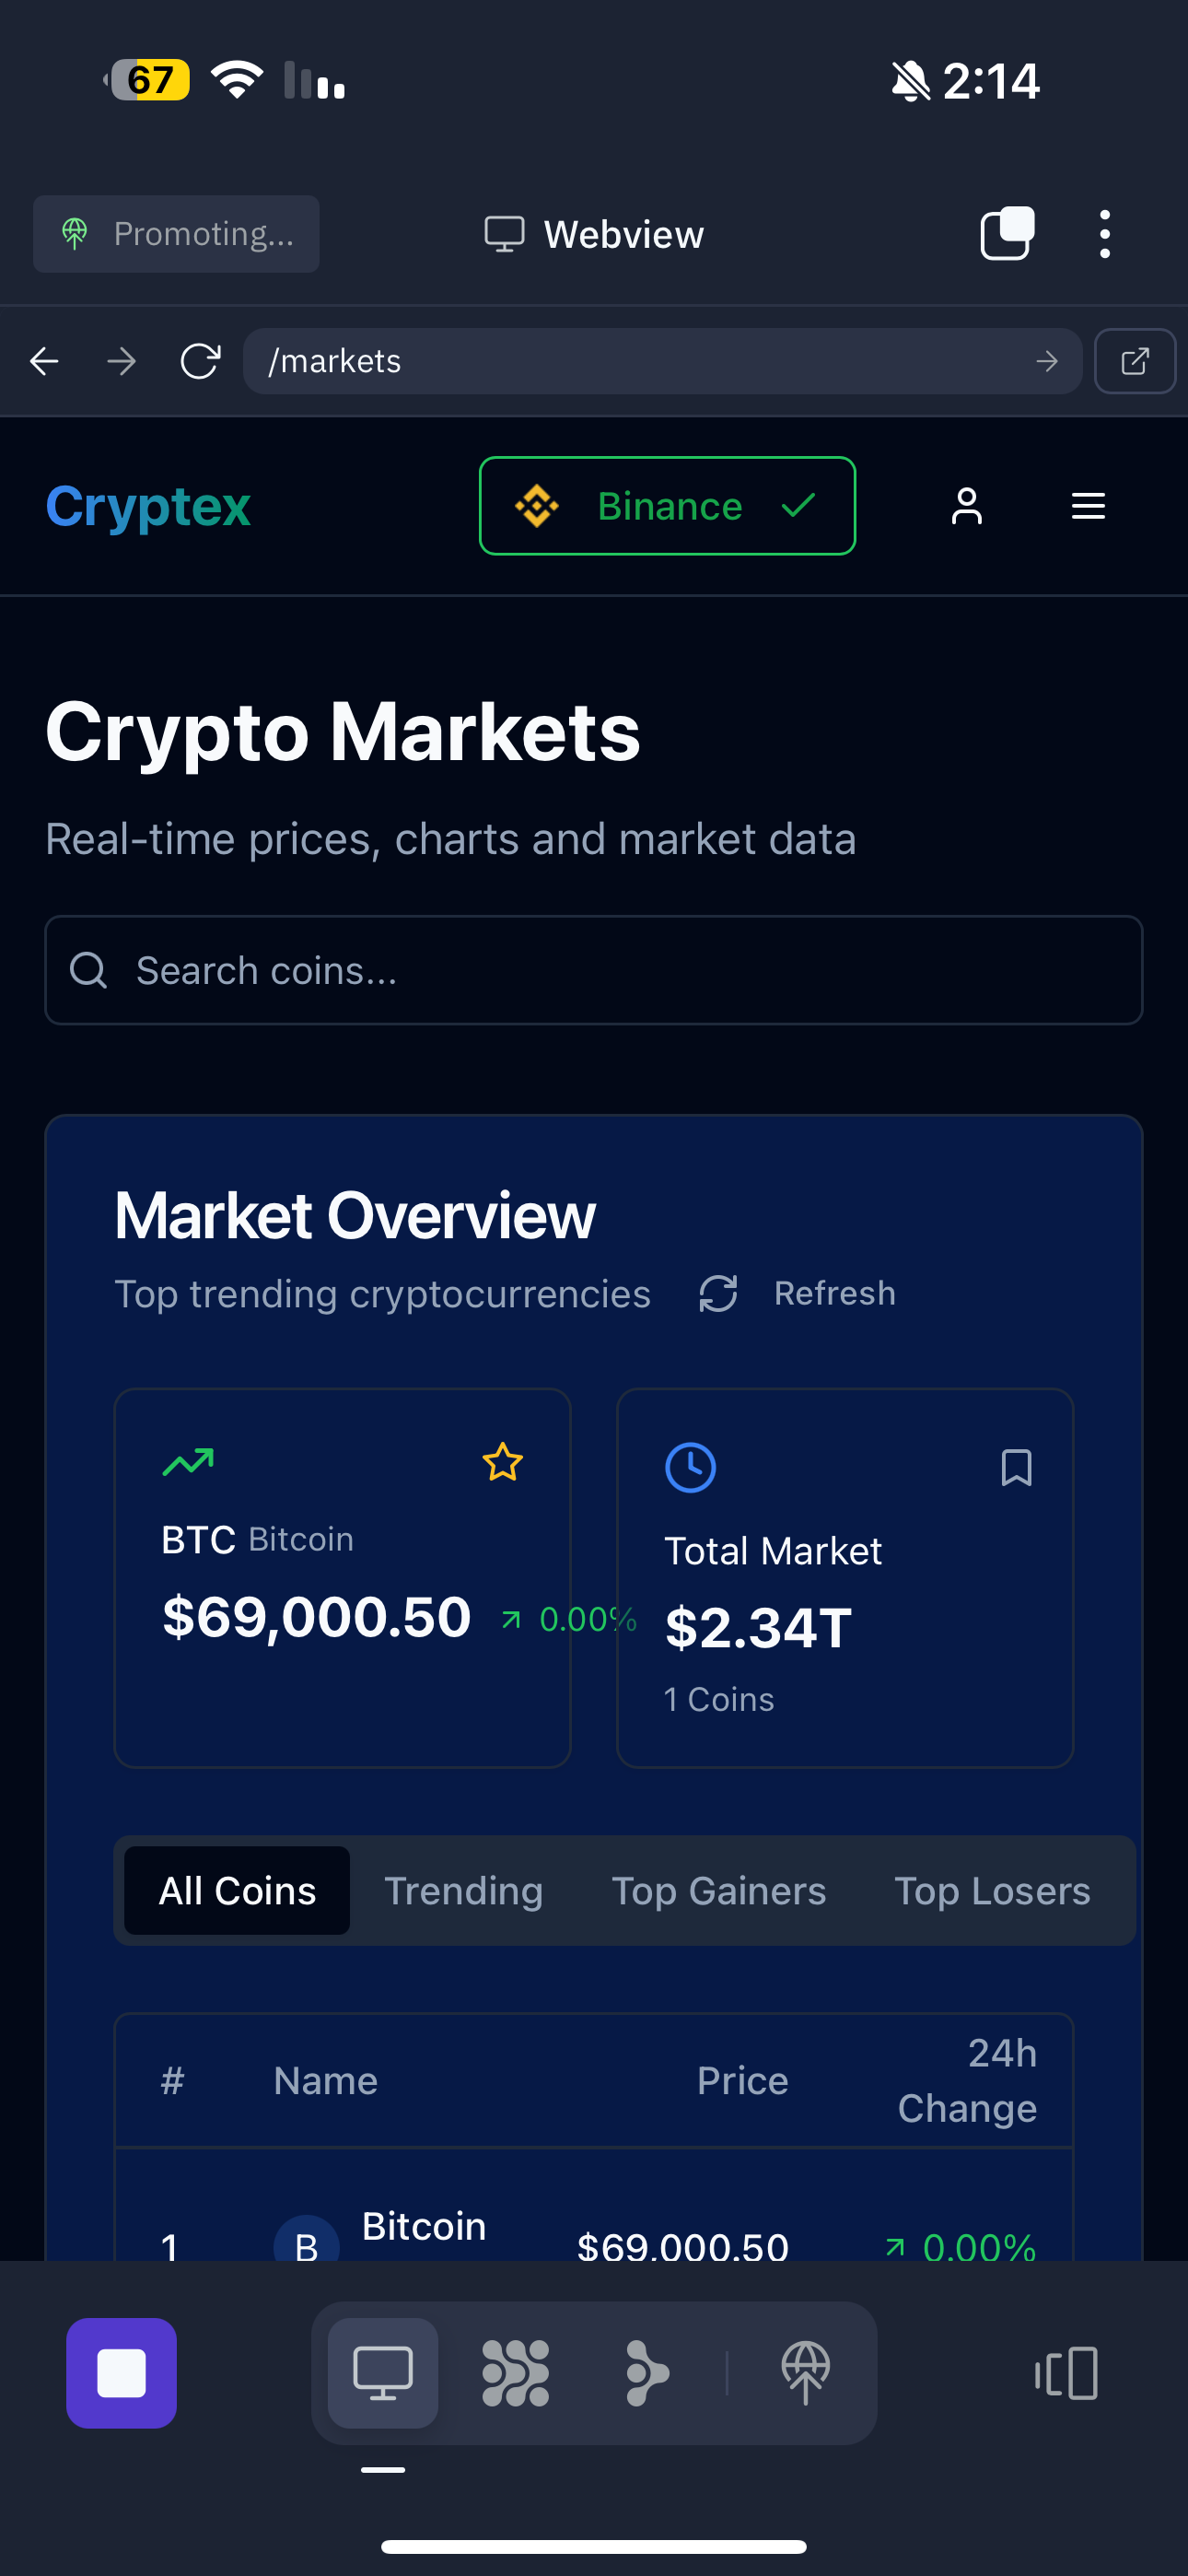 67 2:14
Promoting... Webview
/markets
Cryptex Binance
Crypto Markets
Real-time prices, charts and market data
Search coins...
Market Overview
Top trending cryptocurrencies Refresh
BTC Bitcoin
$69,000.50 0.00%
Total Market
$2.34T
1 Coins
All Coins Trending Top Gainers Top Losers
# Name Price 24h Change
1 B Bitcoin $69,000.50 0.00%